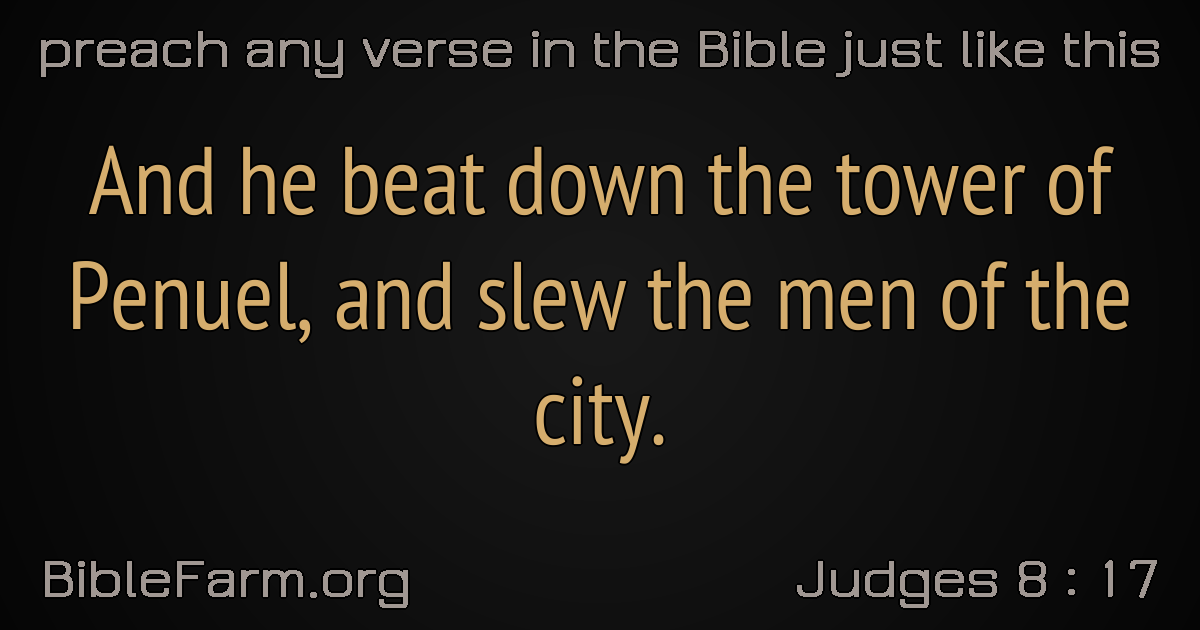 preach any verse in the Bible just like this
And he beat down the tower of
Penuel, and slew the men of the
city.
BibleFarm.org
Judges 8 : 17